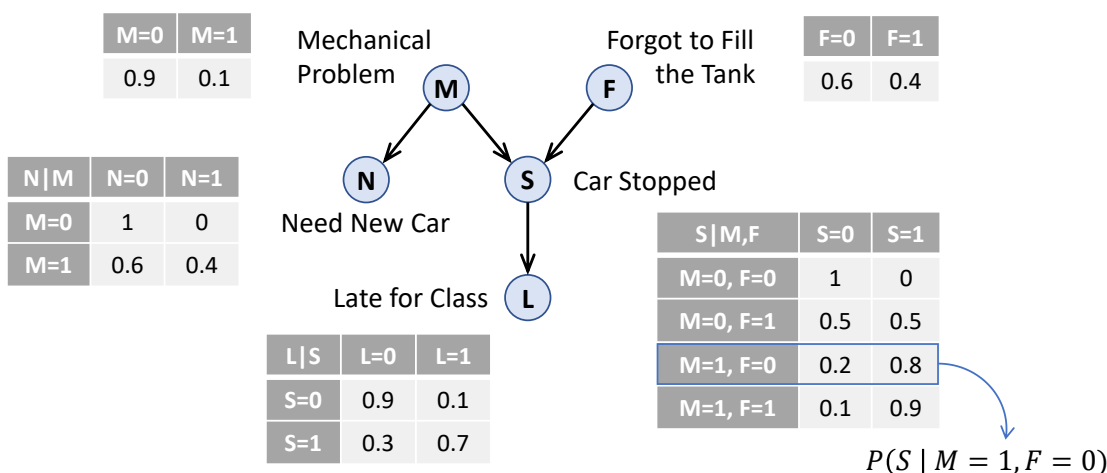 M=0 M=1
0.9 0.1
Mechanical
Problem
M
Forgot to Fill
the Tank
F
F=0 F=1
0.6 0.4
N|M N=0 N=1
M=0 1 0
M=1 0.6 0.4
N
Need New Car
S
Car Stopped
S|M,F S=0 S=1
M=0, F=0 1 0
M=0, F=1 0.5 0.5
M=1, F=0 0.2 0.8
M=1, F=1 0.1 0.9
Late for Class
L
L|S L=0 L=1
S=0 0.9 0.1
S=1 0.3 0.7
P(S | M = 1, F = 0)